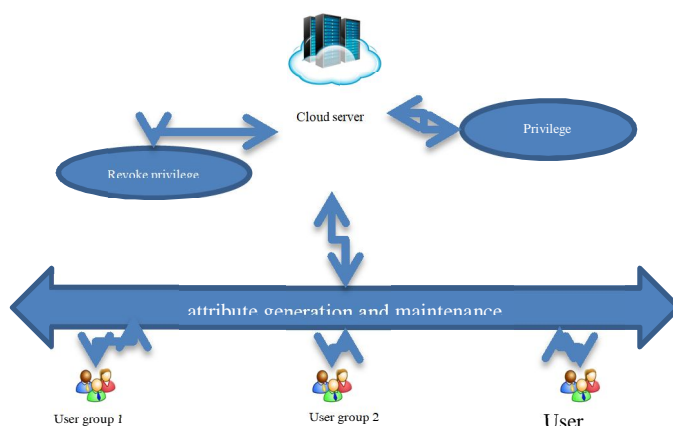 Cloud server
Privilege
Revoke privilege
attribute generation and maintenance
User group 1
User group 2
User